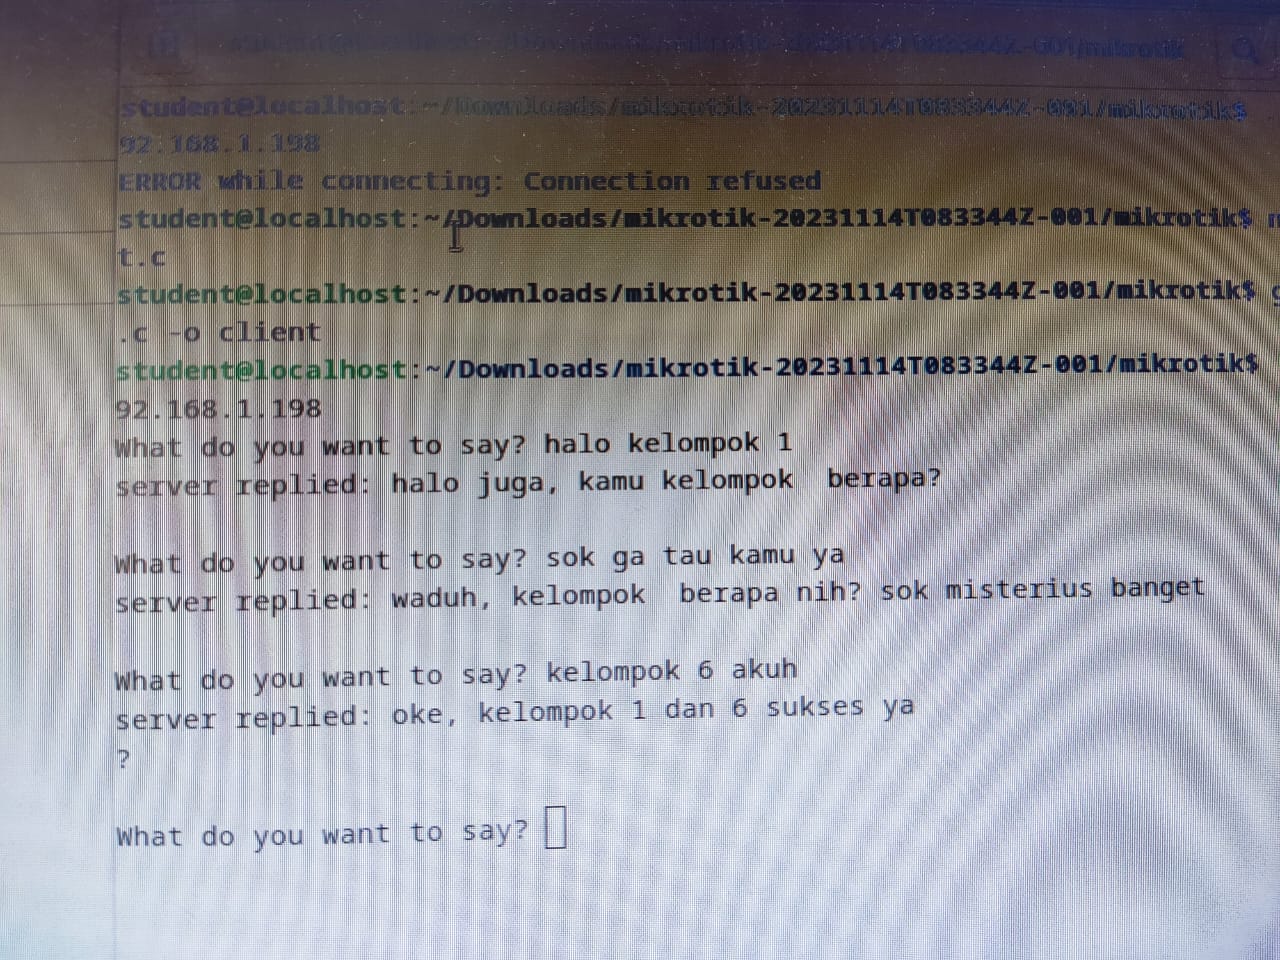 student@localhost:~/Downloads/mikrotik-20231114T083344Z-001/mikrotik$
92.168.1.198
ERROR while connecting: Connection refused
student@localhost:~/Downloads/mikrotik-20231114T083344Z-001/mikrotik$ n
t.c
student@localhost:~/Downloads/mikrotik-20231114T083344Z-001/mikrotik$ g
.c -o client
student@localhost:~/Downloads/mikrotik-20231114T083344Z-001/mikrotik$
92.168.1.198
What do you want to say? halo kelompok 1
server replied: halo juga, kamu kelompok  berapa?
What do you want to say? sok ga tau kamu ya
server replied: waduh, kelompok  berapa nih? sok misterius banget
What do you want to say? kelompok 6 akuh
server replied: oke, kelompok 1 dan 6 sukses ya
?
What do you want to say?